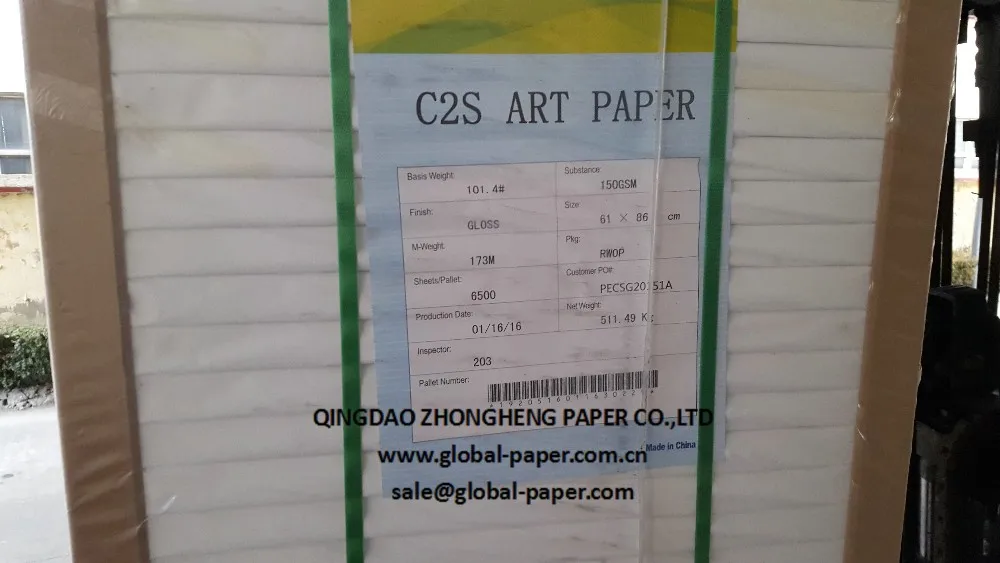 C2S ART PAPER
Basis Weight: 101.4# Substance: 150GSM
Finish: GLOSS Size: 61 × 86 cm
M-Weight: 173M Pkg: RWOP
Sheets/Pallet: 6500 Customer PO#:
Production Date: 01/16/16 Net Weight: 511.49
Inspector: 203
Pallet Number:
QINGDAO ZHONGHENG PAPER CO.,LTD
Made in China
www.global-paper.com.cn
sale@global-paper.com